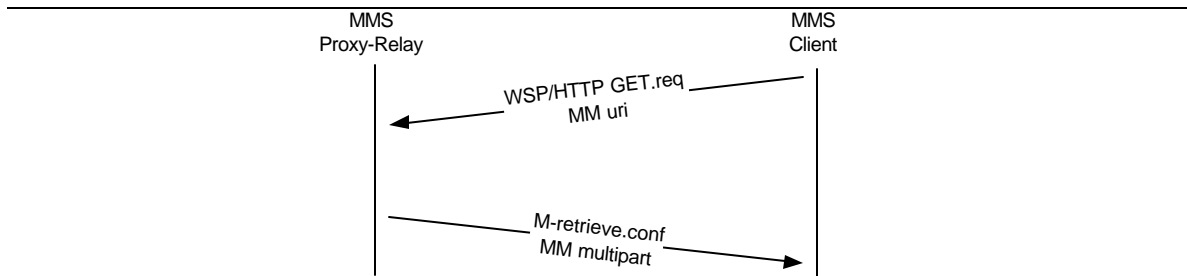 MMS
Proxy-Relay
MMS
Client
WSP/HTTP GET.req
MM uri
M-retrieve.conf
MM multipart